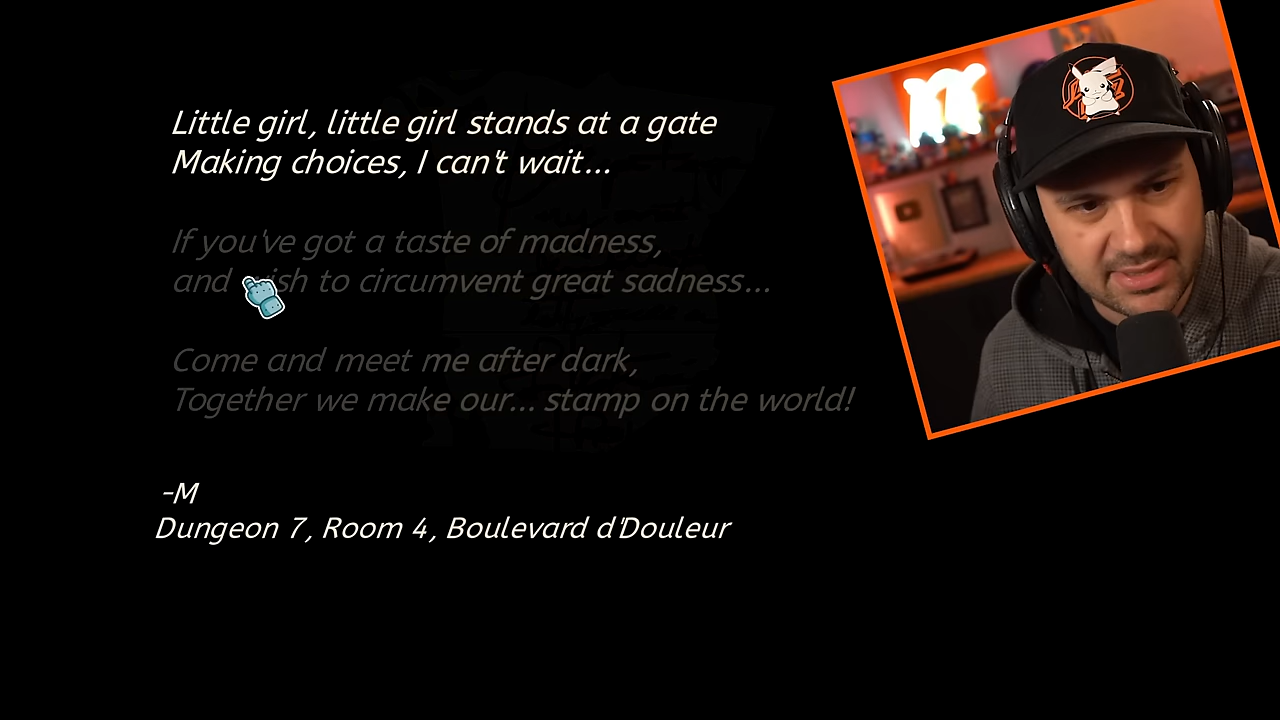 Little girl, little girl stands at a gate
Making choices, I can't wait...
If you've got a taste of madness,
and wish to circumvent great sadness...
Come and meet me after dark,
Together we make our... stamp on the world!
-M
Dungeon 7, Room 4, Boulevard d'Douleur